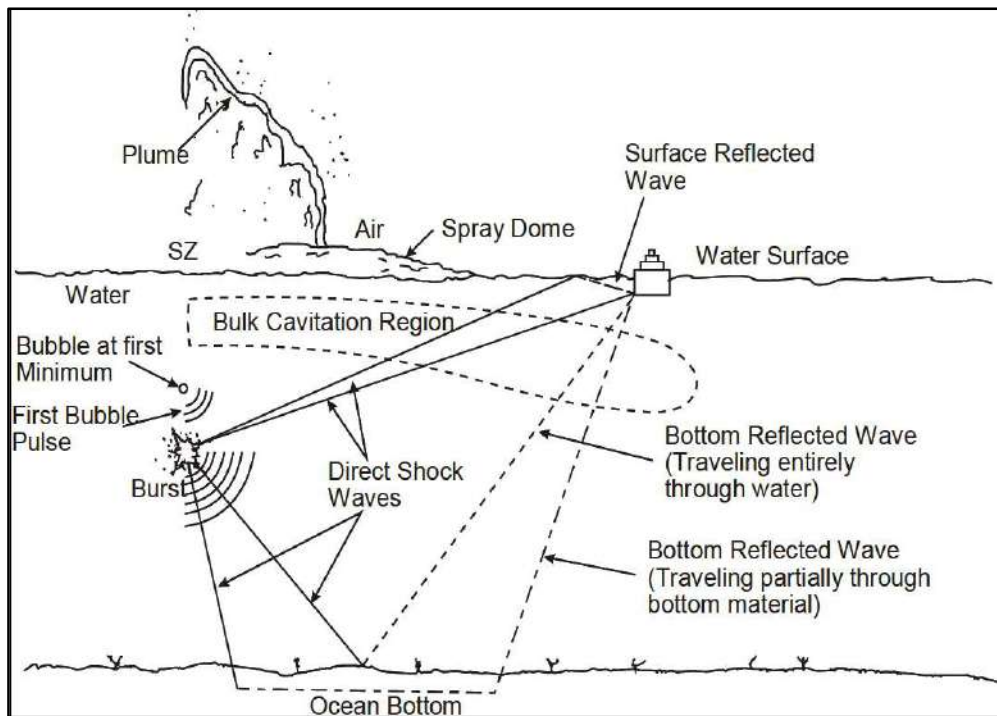 Plume
Surface Reflected
Wave
Air
Spray Dome
SZ
Water Surface
Water
Bulk Cavitation Region
Bubble at first
Minimum
First Bubble
Pulse
Burst
Direct Shock
Waves
Bottom Reflected Wave
(Traveling entirely
through water)
Bottom Reflected Wave
(Traveling partially through
bottom material)
Ocean Bottom